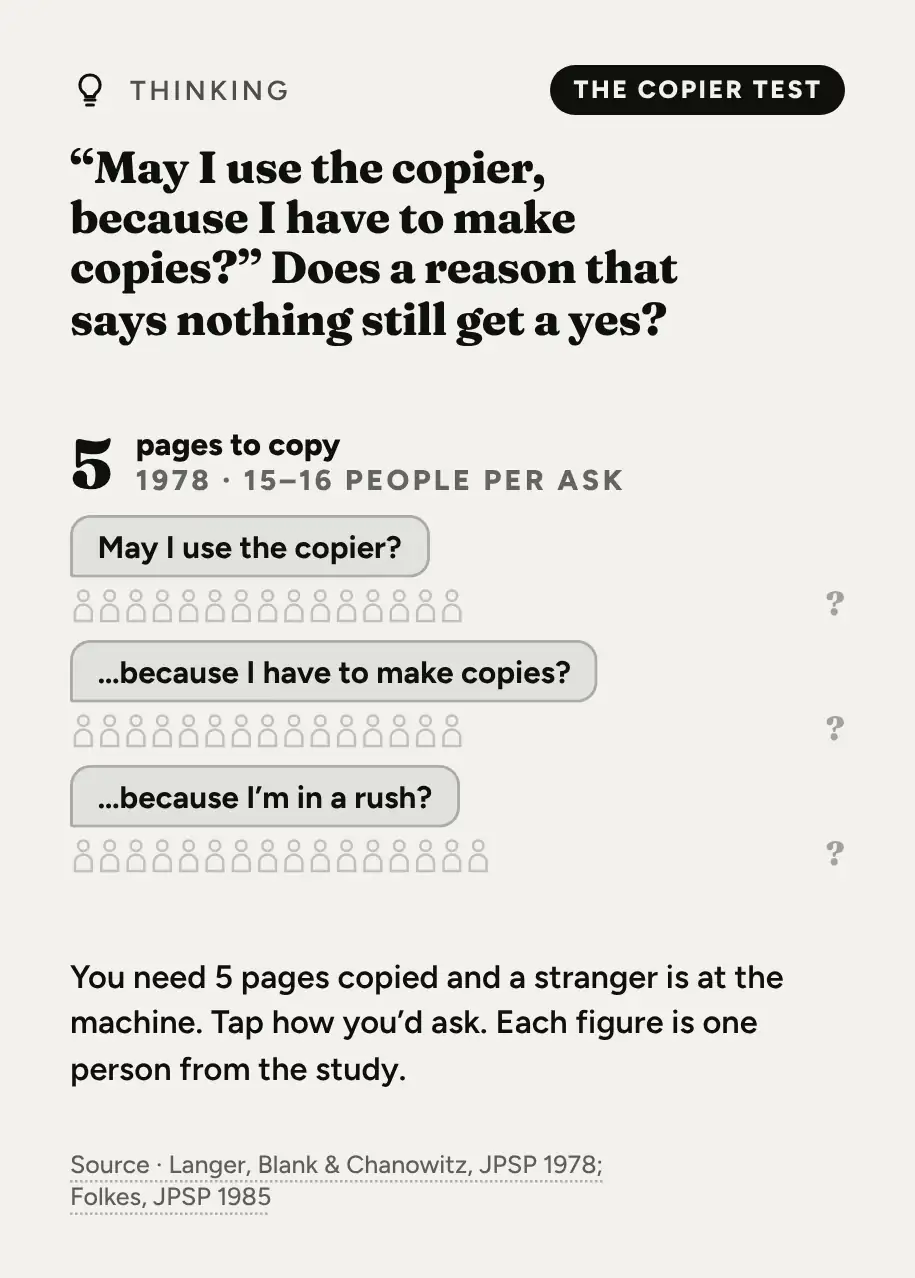 THINKING
THE COPIER TEST
“May I use the copier,
because I have to make
copies?” Does a reason that
says nothing still get a yes?
5 pages to copy
1978 · 15–16 PEOPLE PER ASK
May I use the copier?
?
...because I have to make copies?
?
...because I’m in a rush?
?
You need 5 pages copied and a stranger is at the
machine. Tap how you’d ask. Each figure is one
person from the study.
Source · Langer, Blank & Chanowitz, JPSP 1978;
Folkes, JPSP 1985